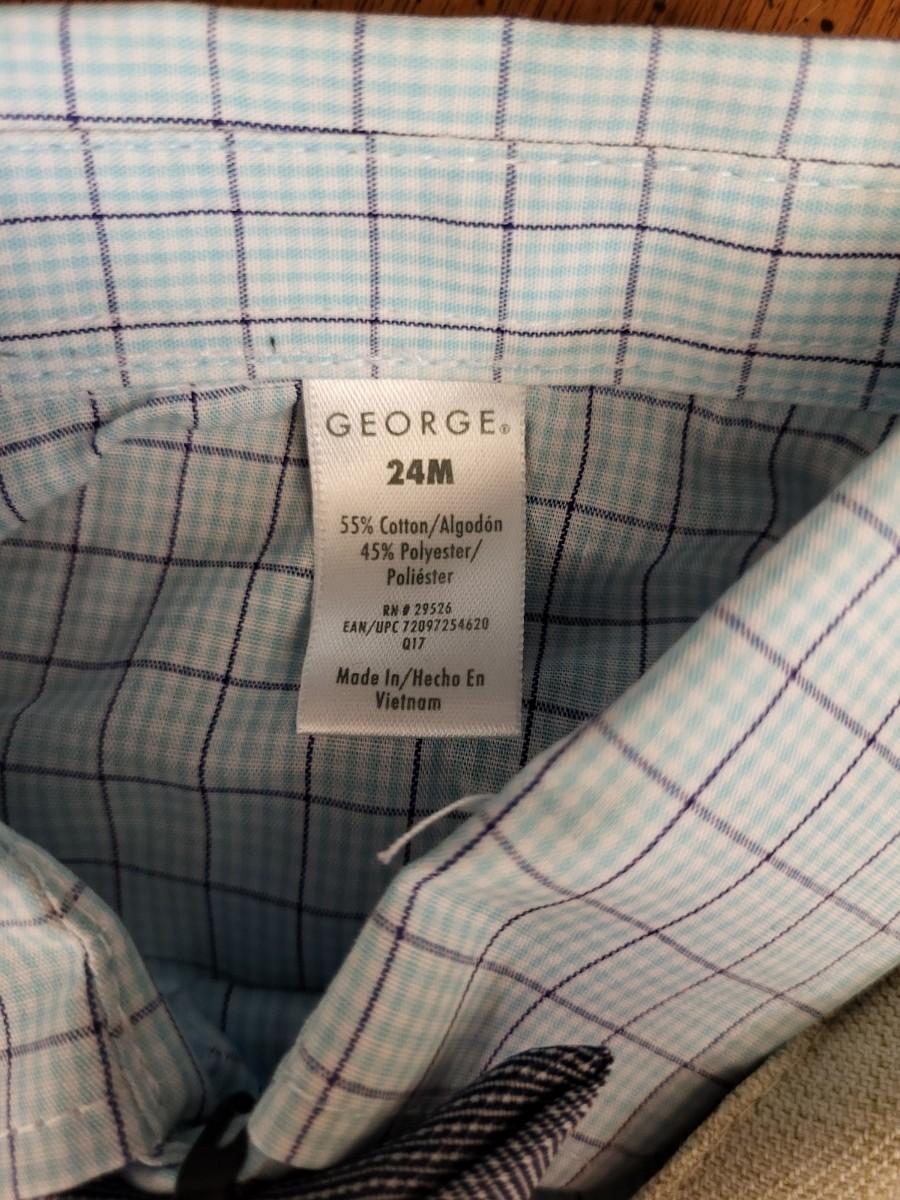 GEORGE®
24M
55% Cotton/Algodón
45% Polyester/
Poliéster
RN # 29526
EAN/UPC 72097254620
Q17
Made In/Hecho En
Vietnam